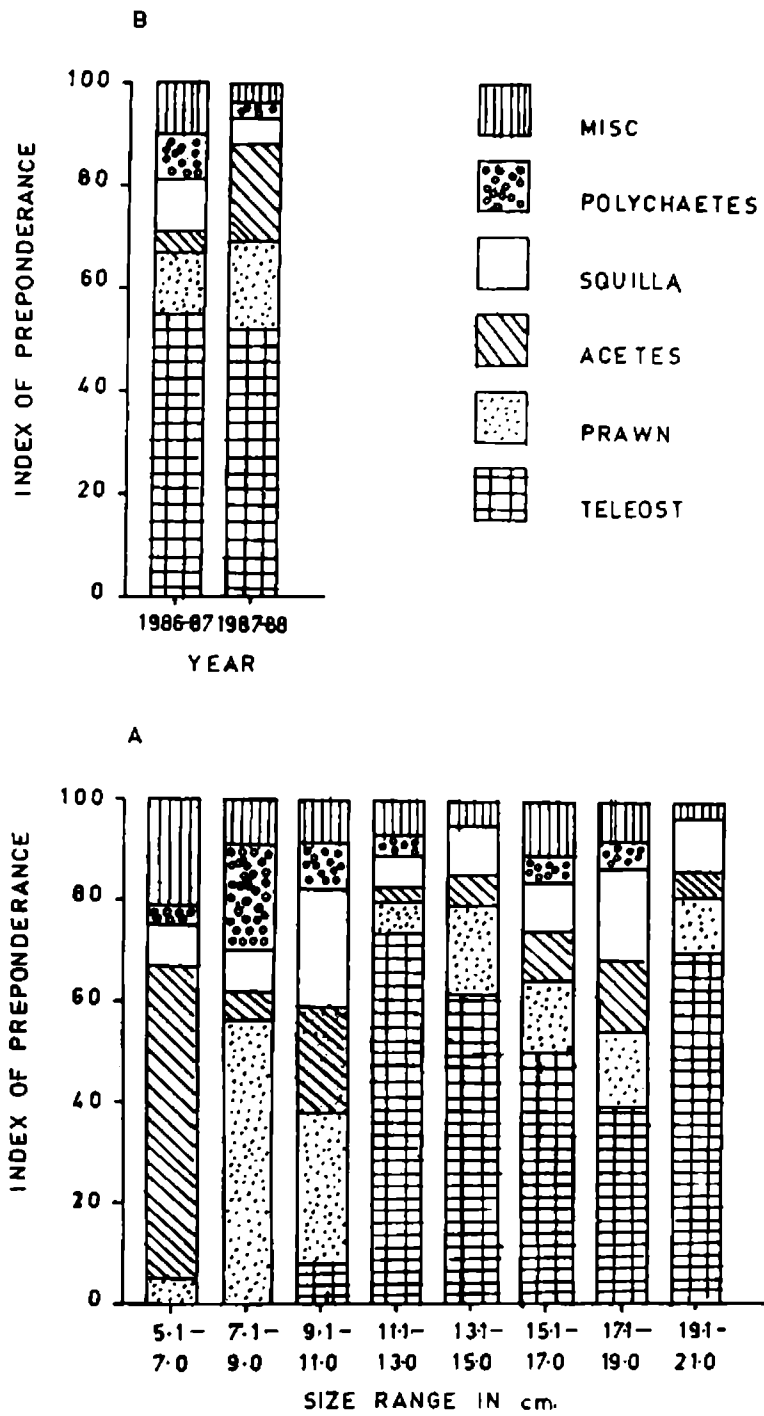 B
INDEX OF PREPONDERANCE
100
80
60
40
20
0
1986-87 1987-88
YEAR
MISC
POLYCHAETES
SQUILLA
ACETES
PRAWN
TELEOST
A
INDEX OF PREPONDERANCE
100
80
60
40
20
0
5.1- 7.1- 9.1- 11.1- 13.1- 15.1- 17.1- 19.1-
7.0 9.0 11.0 13.0 15.0 17.0 19.0 21.0
SIZE RANGE IN cm.